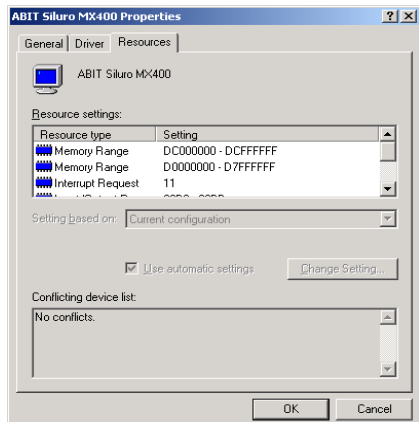 ABIT Siluro MX400 Properties
General Driver Resources
ABIT Siluro MX400
Resource settings:
Resource type Setting
Memory Range DC000000 - DCFFFFFF
Memory Range D0000000 - D7FFFFFF
Interrupt Request 11
Setting based on: Current configuration
Use automatic settings Change Setting...
Conflicting device list:
No conflicts.
OK Cancel